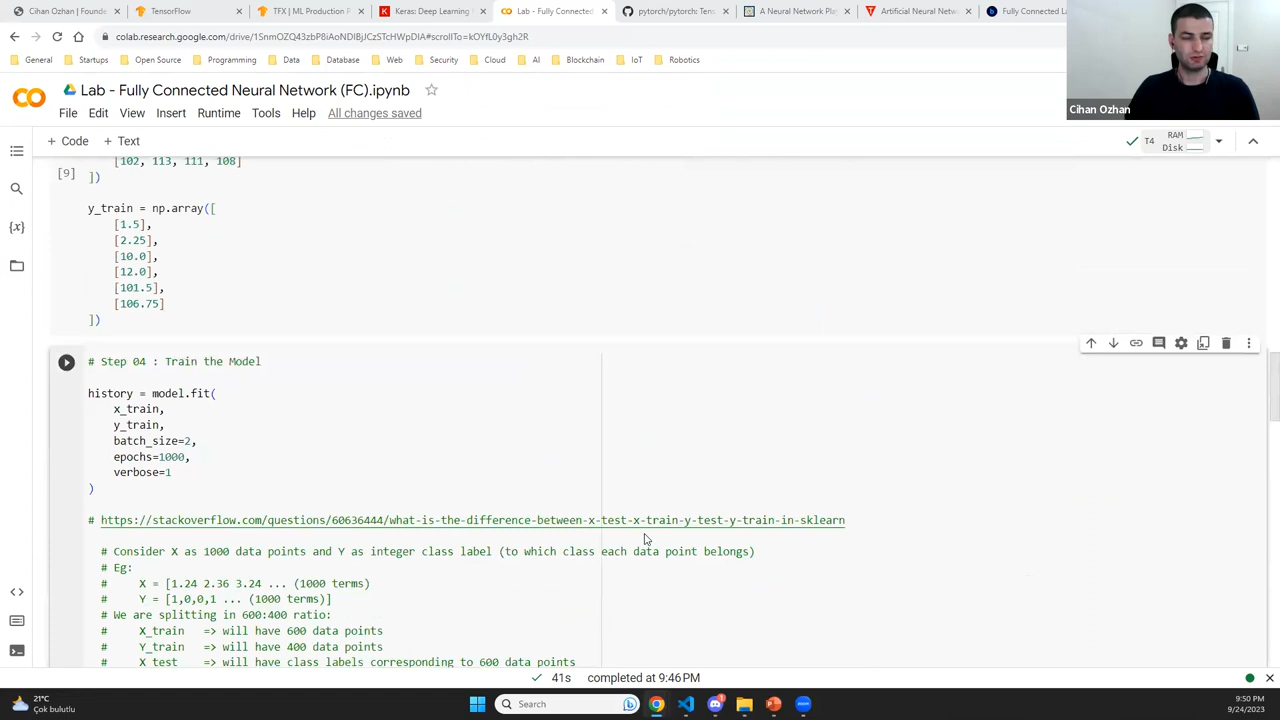 Cihan Ozhan | Founde
TensorFlow
TFX | ML Production P
Keras: Deep Learning f
Lab - Fully Connected
pytorch/pytorch: Tens
A Neural Network Pla
Artificial Neural Netwo
Fully Connected La
colab.research.google.com/drive/1SnmOZQ43zbP8iAoNDIBjJCzSTcHWpDIA#scrollTo=kOYfL0y3gh2R
General
Startups
Open Source
Programming
Data
Database
Web
Security
Cloud
AI
Blockchain
IoT
Robotics
Lab - Fully Connected Neural Network (FC).ipynb
File Edit View Insert Runtime Tools Help All changes saved
Cihan Ozhan
+ Code + Text
T4
RAM
Disk
[102, 113, 111, 108]
[9]
])
y_train = np.array([
[1.5],
[2.25],
[10.0],
[12.0],
[101.5],
[106.75]
])
# Step 04 : Train the Model
history = model.fit(
x_train,
y_train,
batch_size=2,
epochs=1000,
verbose=1
)
# https://stackoverflow.com/questions/60636444/what-is-the-difference-between-x-test-x-train-y-test-y-train-in-sklearn
# Consider X as 1000 data points and Y as integer class label (to which class each data point belongs)
# Eg:
# X = [1.24 2.36 3.24 ... (1000 terms)
# Y = [1,0,0,1 ... (1000 terms)]
# We are splitting in 600:400 ratio:
# X_train => will have 600 data points
# Y_train => will have 400 data points
# X_test => will have class labels corresponding to 600 data points
41s completed at 9:46 PM
21°C
Çok bulutlu
Search
9:50 PM
9/24/2023